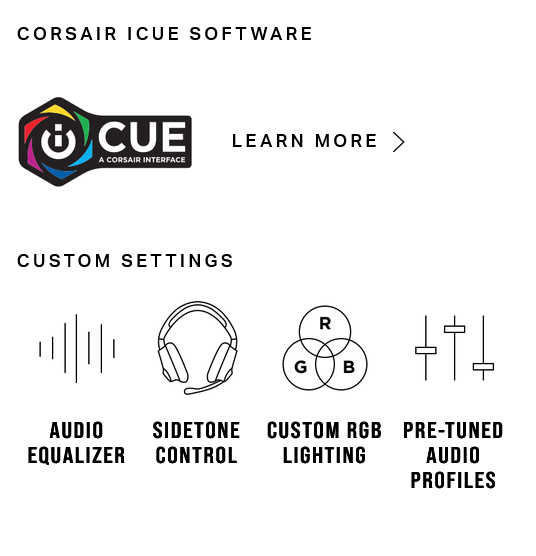 CORSAIR ICUE SOFTWARE
iCUE
A CORSAIR INTERFACE
LEARN MORE
CUSTOM SETTINGS
R
G B
AUDIO
EQUALIZER
SIDETONE
CONTROL
CUSTOM RGB
LIGHTING
PRE-TUNED
AUDIO
PROFILES